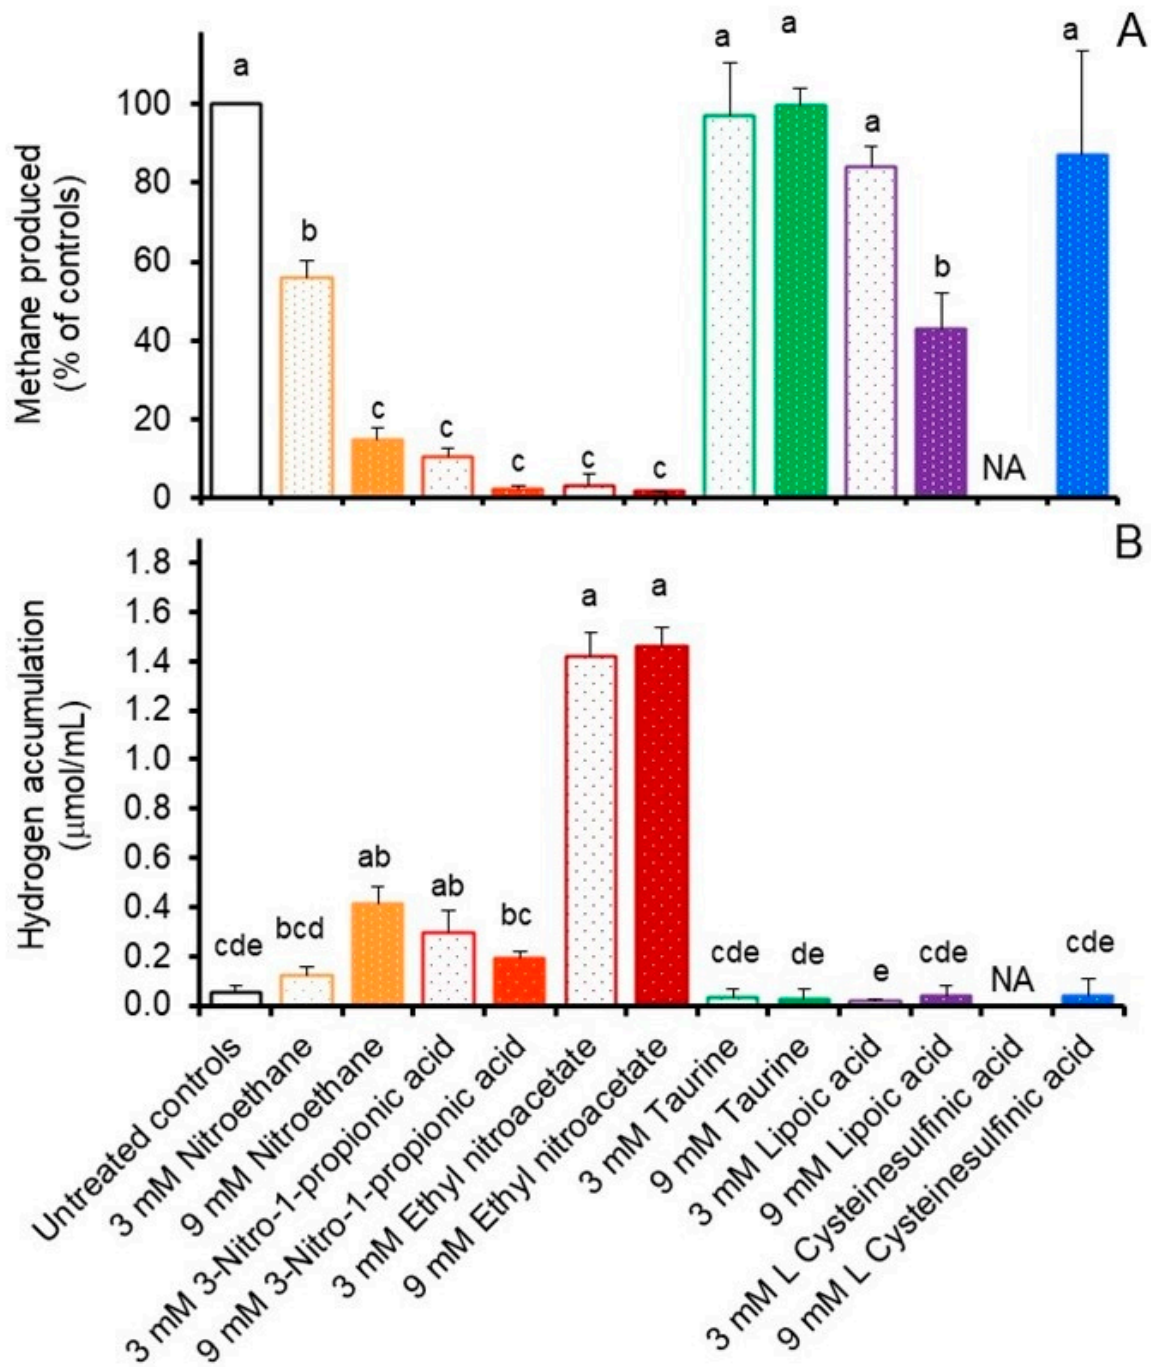 A
Methane produced
(% of controls)
100
80
60
40
20
0
a
b
c
c
c
c
c
a
a
a
b
NA
a
B
Hydrogen accumulation
(μmol/mL)
1.8
1.6
1.4
1.2
1.0
0.8
0.6
0.4
0.2
0.0
cde
bcd
ab
ab
bc
a
a
cde
de
e
cde
NA
cde
Untreated controls
3 mM Nitroethane
9 mM Nitroethane
3 mM 3-Nitro-1-propionic acid
9 mM 3-Nitro-1-propionic acid
3 mM Ethyl nitroacetate
9 mM Ethyl nitroacetate
3 mM Taurine
9 mM Taurine
3 mM Lipoic acid
9 mM Lipoic acid
3 mM L Cysteinesulfinic acid
9 mM L Cysteinesulfinic acid